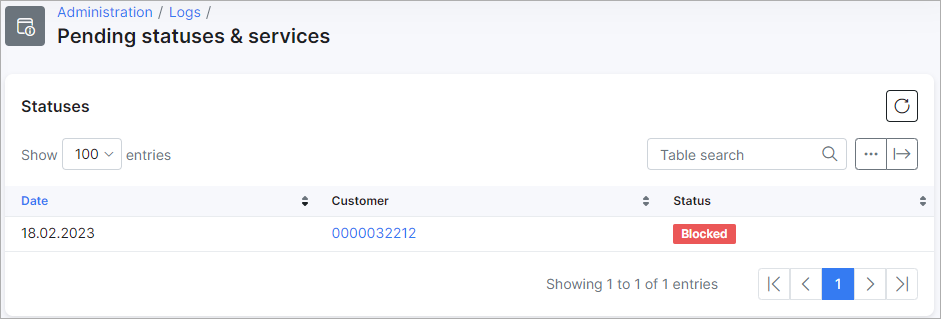 Administration / Logs /
Pending statuses & services
Statuses
Show 100 entries
Table search
Date Customer Status
18.02.2023 0000032212 Blocked
Showing 1 to 1 of 1 entries 1